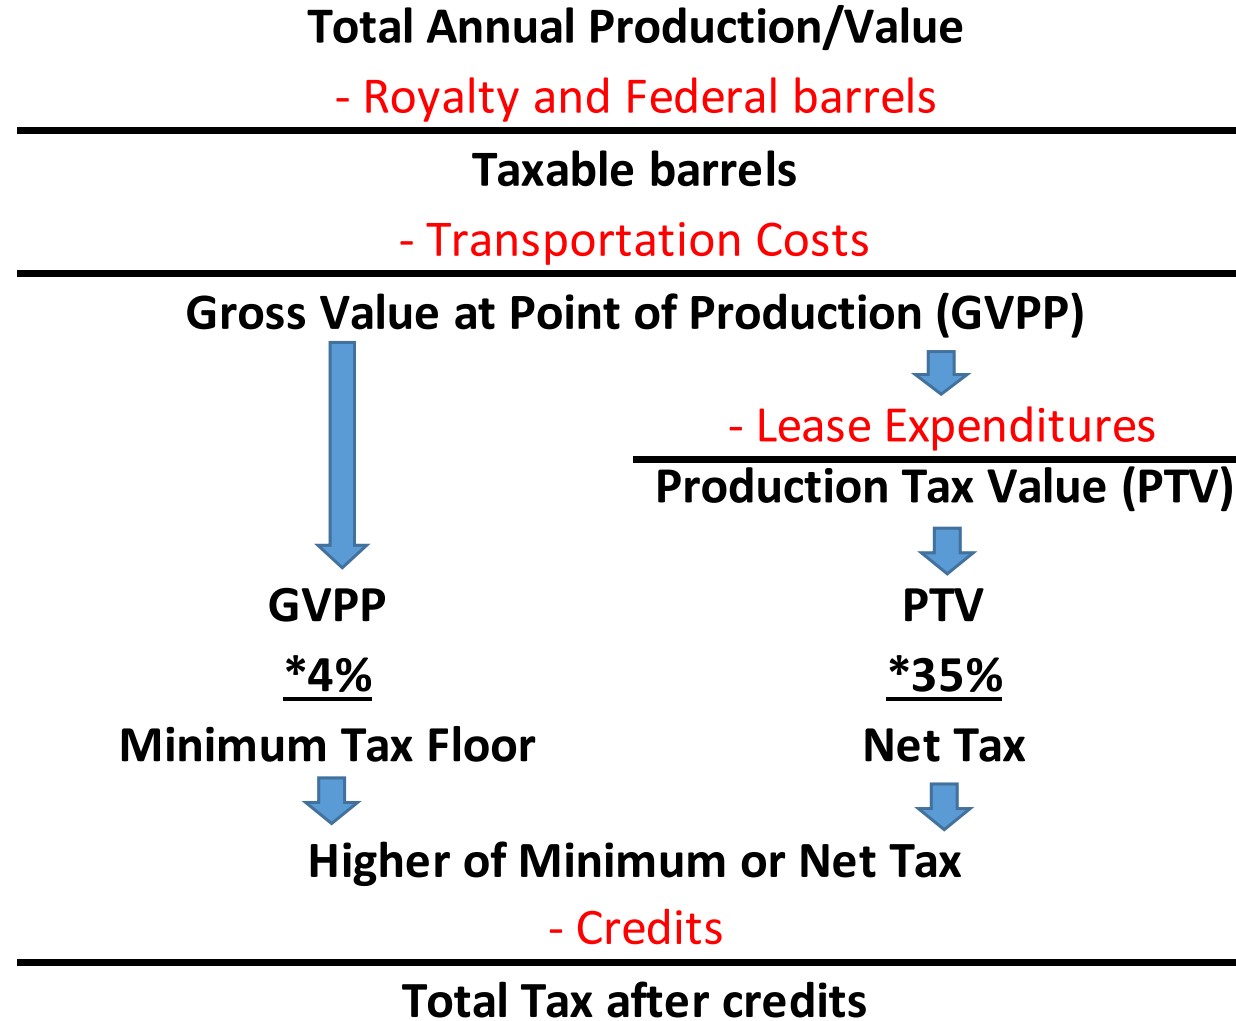 Total Annual Production/Value
- Royalty and Federal barrels
Taxable barrels
- Transportation Costs
Gross Value at Point of Production (GVPP)
- Lease Expenditures
Production Tax Value (PTV)
GVPP
PTV
*4%
*35%
Minimum Tax Floor
Net Tax
Higher of Minimum or Net Tax
- Credits
Total Tax after credits